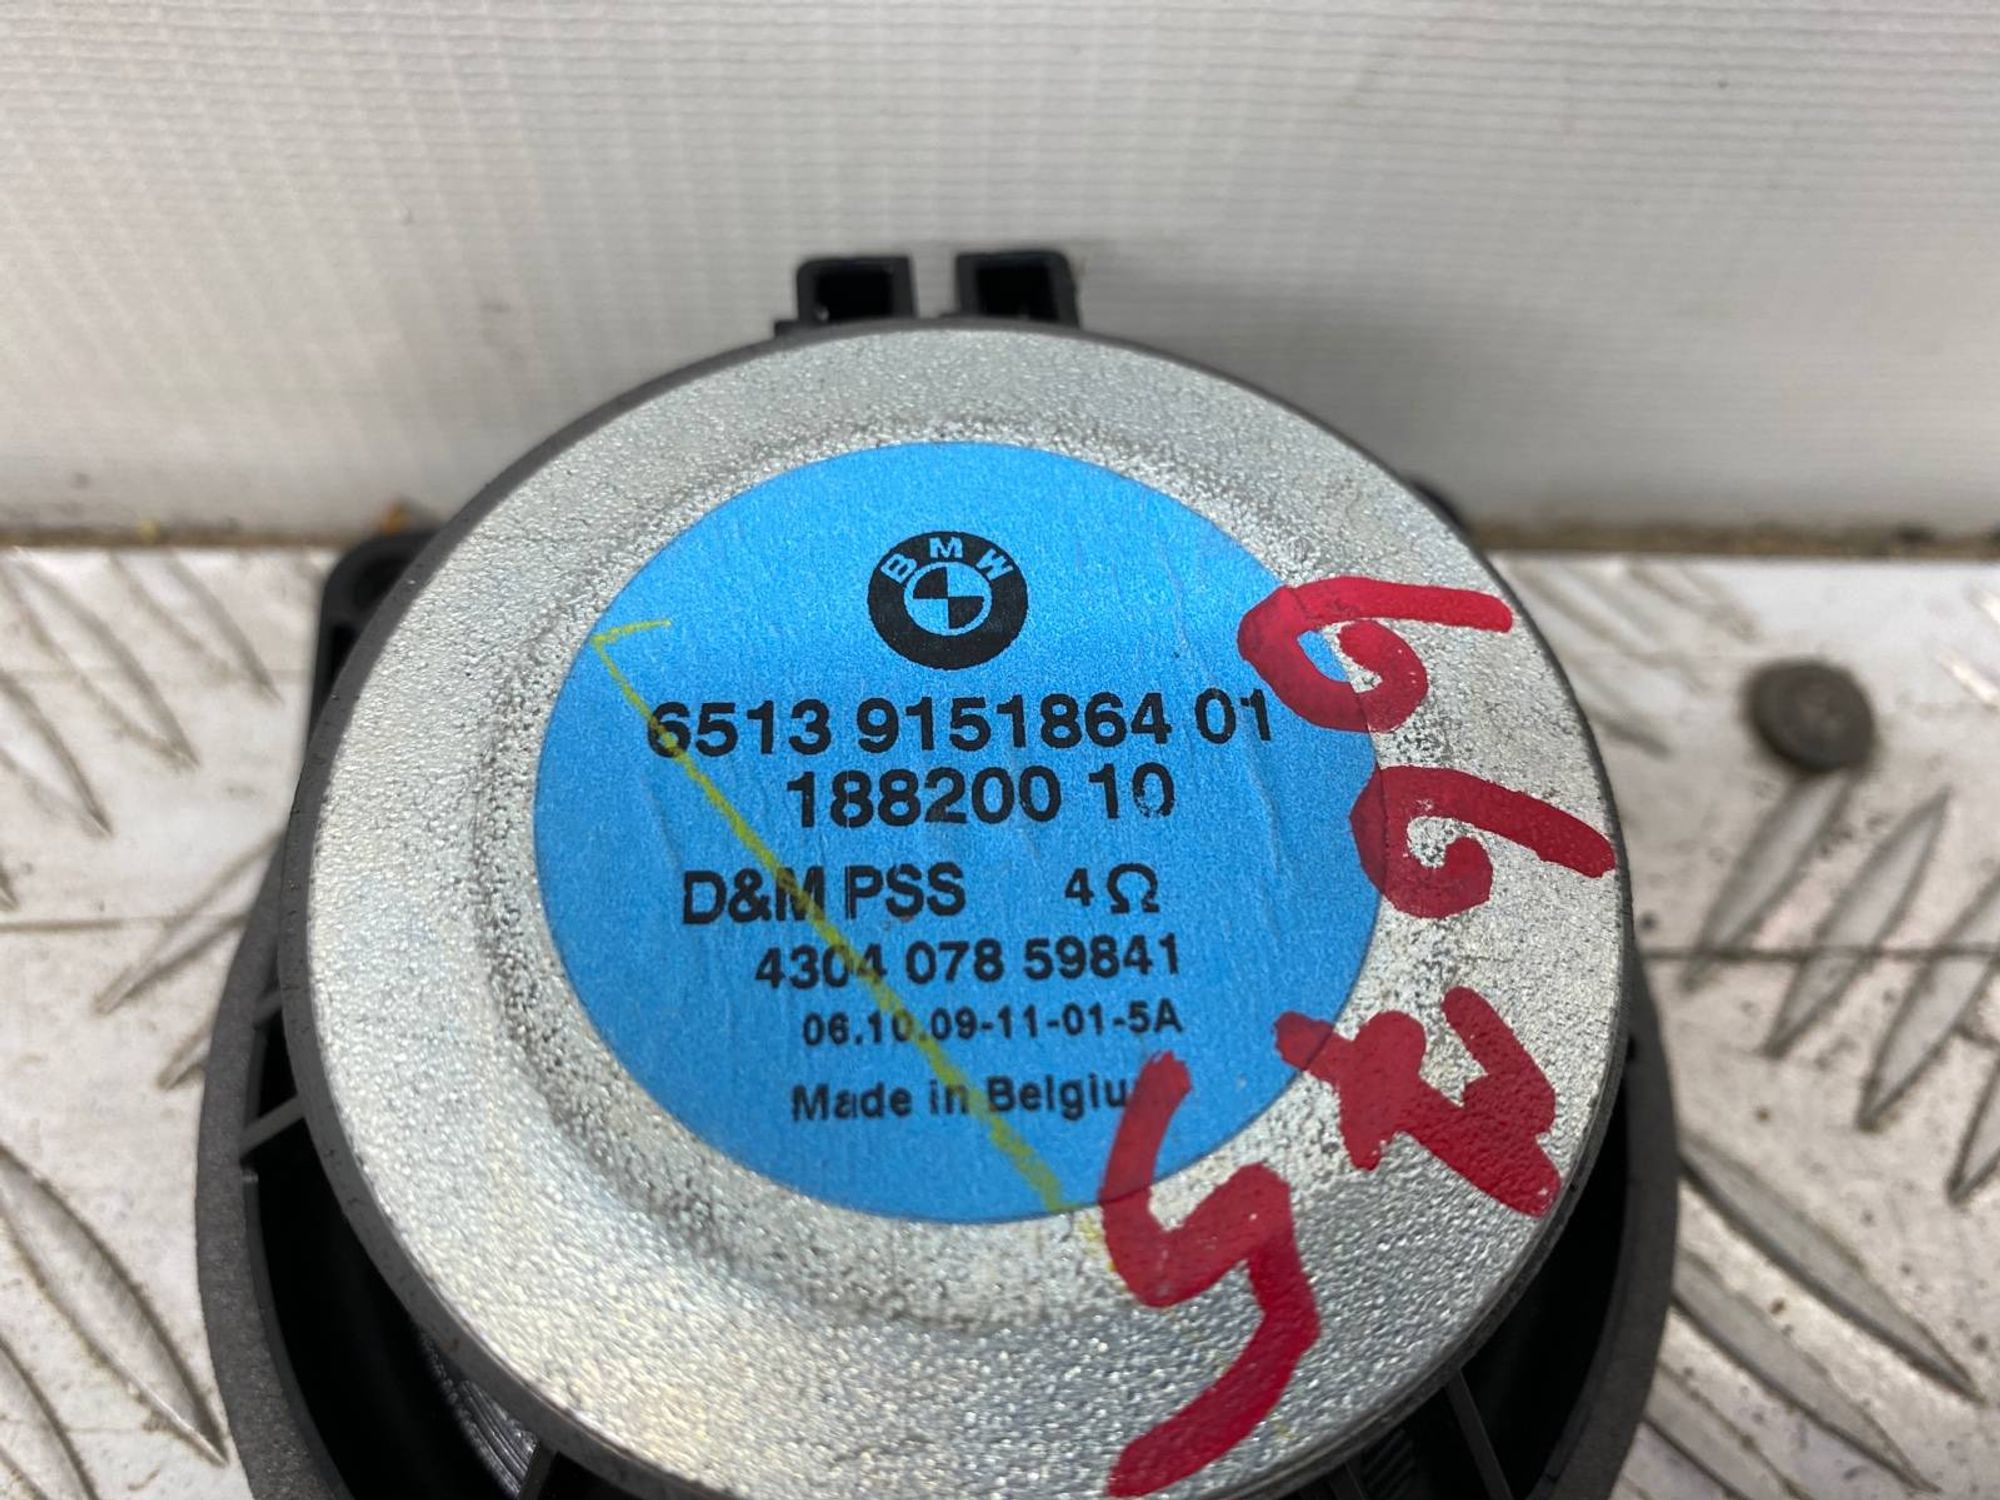 BMW
6513 9151864 01
188200 10
D&M PSS 4Ω
4304 078 59841
06.10.09-11-01-5A
Made in Belgiu
5499